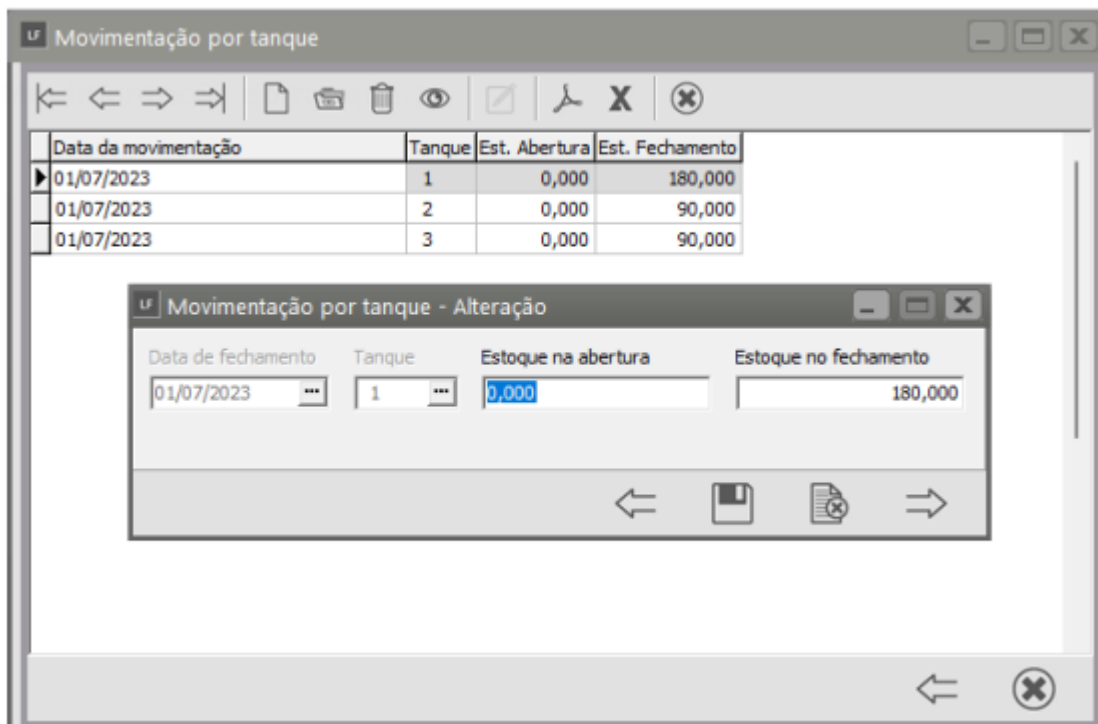 LF Movimentação por tanque
X
Data da movimentação Tanque Est. Abertura Est. Fechamento
01/07/2023 1 0,000 180,000
01/07/2023 2 0,000 90,000
01/07/2023 3 0,000 90,000
LF Movimentação por tanque - Alteração
Data de fechamento Tanque Estoque na abertura Estoque no fechamento
01/07/2023 ... 1 ... 0,000 180,000